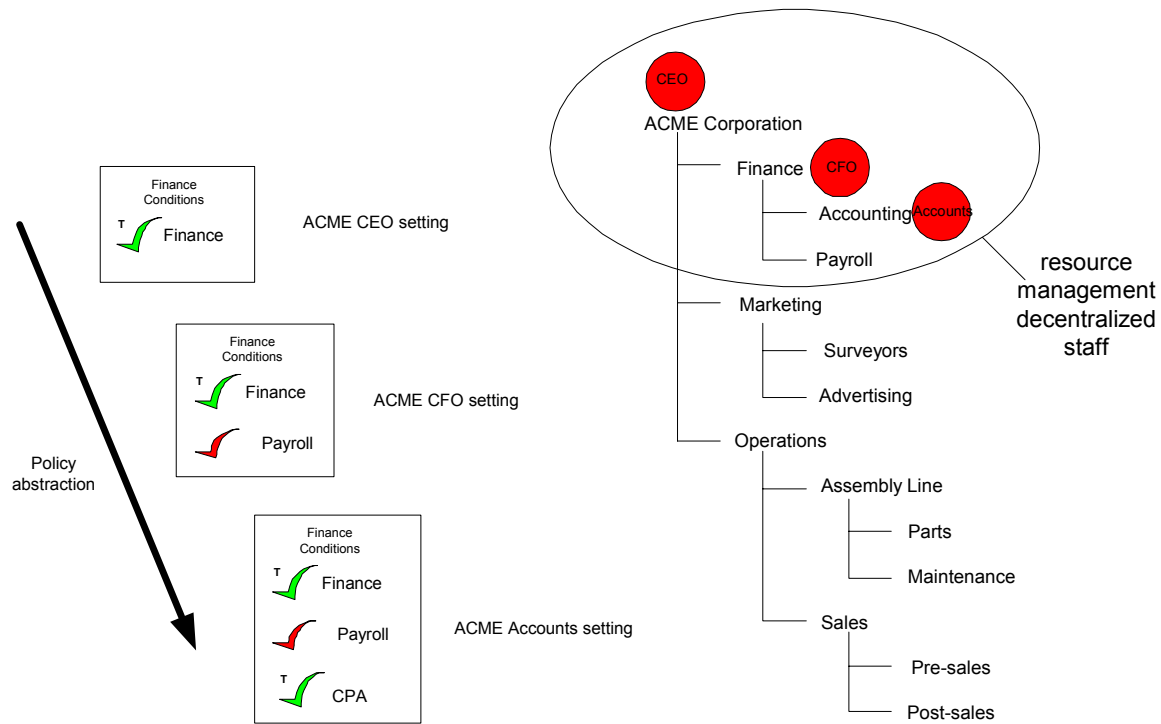 CEO
ACME Corporation
Finance
CFO
Accounting
Accounts
Payroll
resource
management
decentralized
staff
Marketing
Surveyors
Advertising
Operations
Assembly Line
Parts
Maintenance
Sales
Pre-sales
Post-sales
Finance
Conditions
T
Finance
ACME CEO setting
Finance
Conditions
T
Finance
Payroll
ACME CFO setting
Policy
abstraction
Finance
Conditions
T
Finance
Payroll
T
CPA
ACME Accounts setting